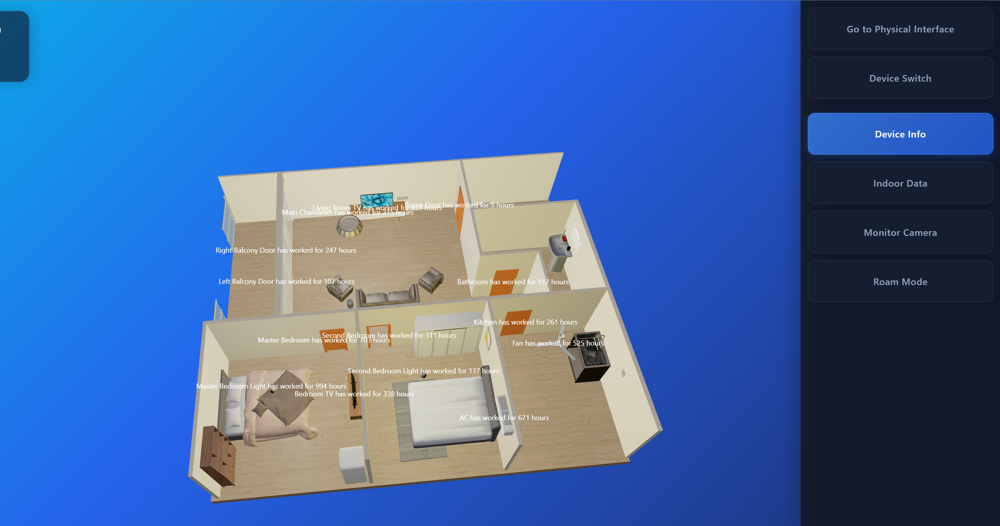 Go to Physical Interface
Device Switch
Device Info
Indoor Data
Monitor Camera
Roam Mode
Room Door has worked for 5 hours
Living Room TV has worked for 651 hours
Main Chandelier has worked for 215 hours
Right Balcony Door has worked for 247 hours
Left Balcony Door has worked for 107 hours
Bathroom has worked for 917 hours
Kitchen has worked for 261 hours
Second Bedroom has worked for 311 hours
Master Bedroom has worked for 703 hours
Fan has worked for 525 hours
Second Bedroom Light has worked for 137 hours
Master Bedroom Light has worked for 994 hours
Bedroom TV has worked for 338 hours
AC has worked for 671 hours